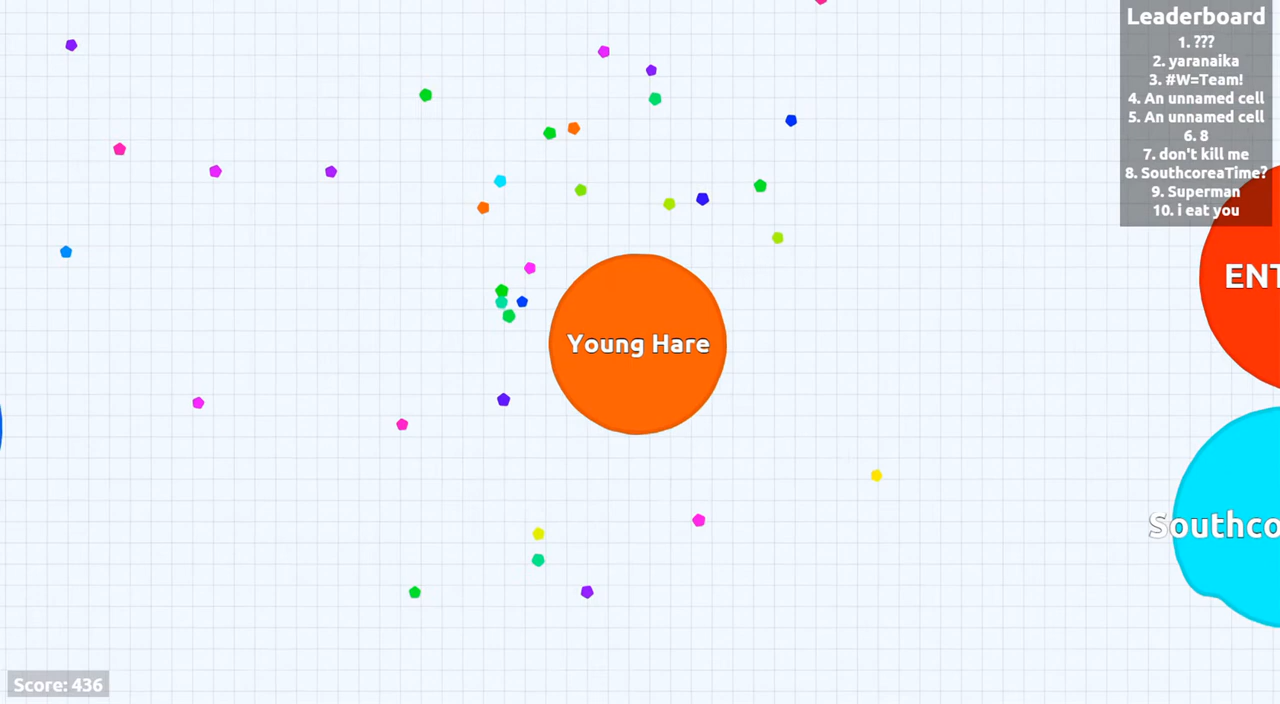 Leaderboard
1. ???
2. yaranaika
3. #W=Team!
4. An unnamed cell
5. An unnamed cell
6. 8
7. don't kill me
8. SouthcoreaTime?
9. Superman
10. i eat you
ENT
Young Hare
Southco
Score: 436